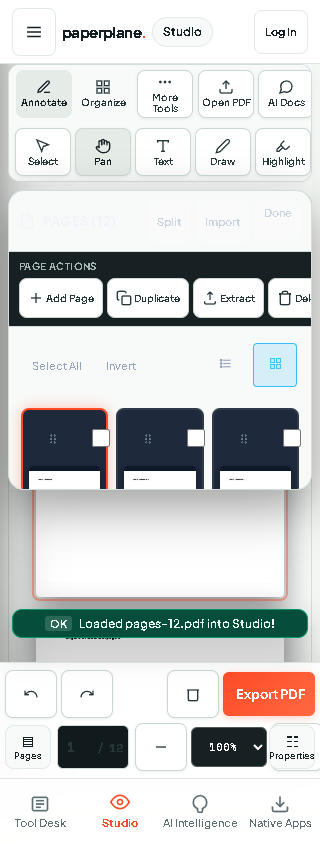 paperplane. Studio Log In
Annotate Organize More Tools Open PDF AI Docs
Select Pan Text Draw Highlight
PAGES (12) Split Import Done
PAGE ACTIONS
Add Page Duplicate Extract Del
Select All Invert
OK Loaded pages-12.pdf into Studio!
Export PDF
Pages 1 / 12 100% Properties
Tool Desk Studio AI Intelligence Native Apps